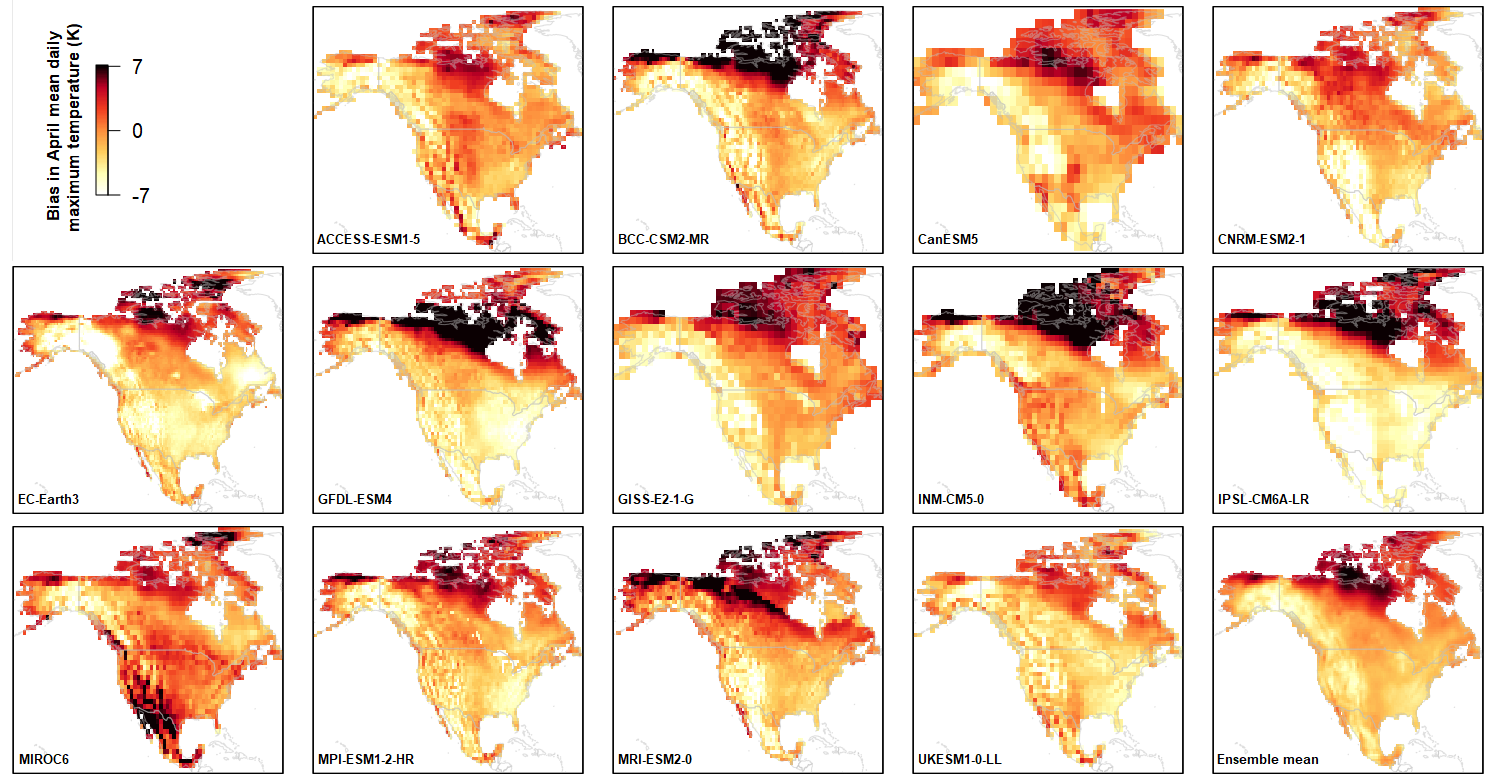 Bias in April mean daily
maximum temperature (K)
7
0
-7
ACCESS-ESM1-5
BCC-CSM2-MR
CanESM5
CNRM-ESM2-1
EC-Earth3
GFDL-ESM4
GISS-E2-1-G
INM-CM5-0
IPSL-CM6A-LR
MIROC6
MPI-ESM1-2-HR
MRI-ESM2-0
UKESM1-0-LL
Ensemble mean